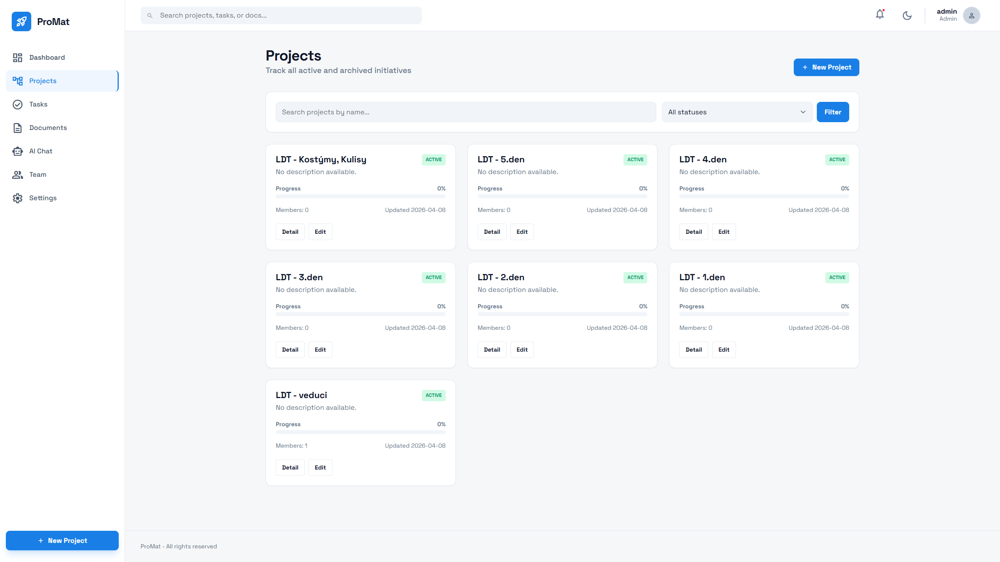 ProMat
Search projects, tasks, or docs...
admin
Admin
Dashboard
Projects
Tasks
Documents
AI Chat
Team
Settings
+ New Project
Projects
Track all active and archived initiatives
+ New Project
Search projects by name...
All statuses
Filter
LDT - Kostýmy, Kulisy
ACTIVE
No description available.
Progress 0%
Members: 0 Updated 2026-04-08
Detail Edit
LDT - 5.den
ACTIVE
No description available.
Progress 0%
Members: 0 Updated 2026-04-08
Detail Edit
LDT - 4.den
ACTIVE
No description available.
Progress 0%
Members: 0 Updated 2026-04-08
Detail Edit
LDT - 3.den
ACTIVE
No description available.
Progress 0%
Members: 0 Updated 2026-04-08
Detail Edit
LDT - 2.den
ACTIVE
No description available.
Progress 0%
Members: 0 Updated 2026-04-08
Detail Edit
LDT - 1.den
ACTIVE
No description available.
Progress 0%
Members: 0 Updated 2026-04-08
Detail Edit
LDT - veduci
ACTIVE
No description available.
Progress 0%
Members: 1 Updated 2026-04-08
Detail Edit
ProMat - All rights reserved